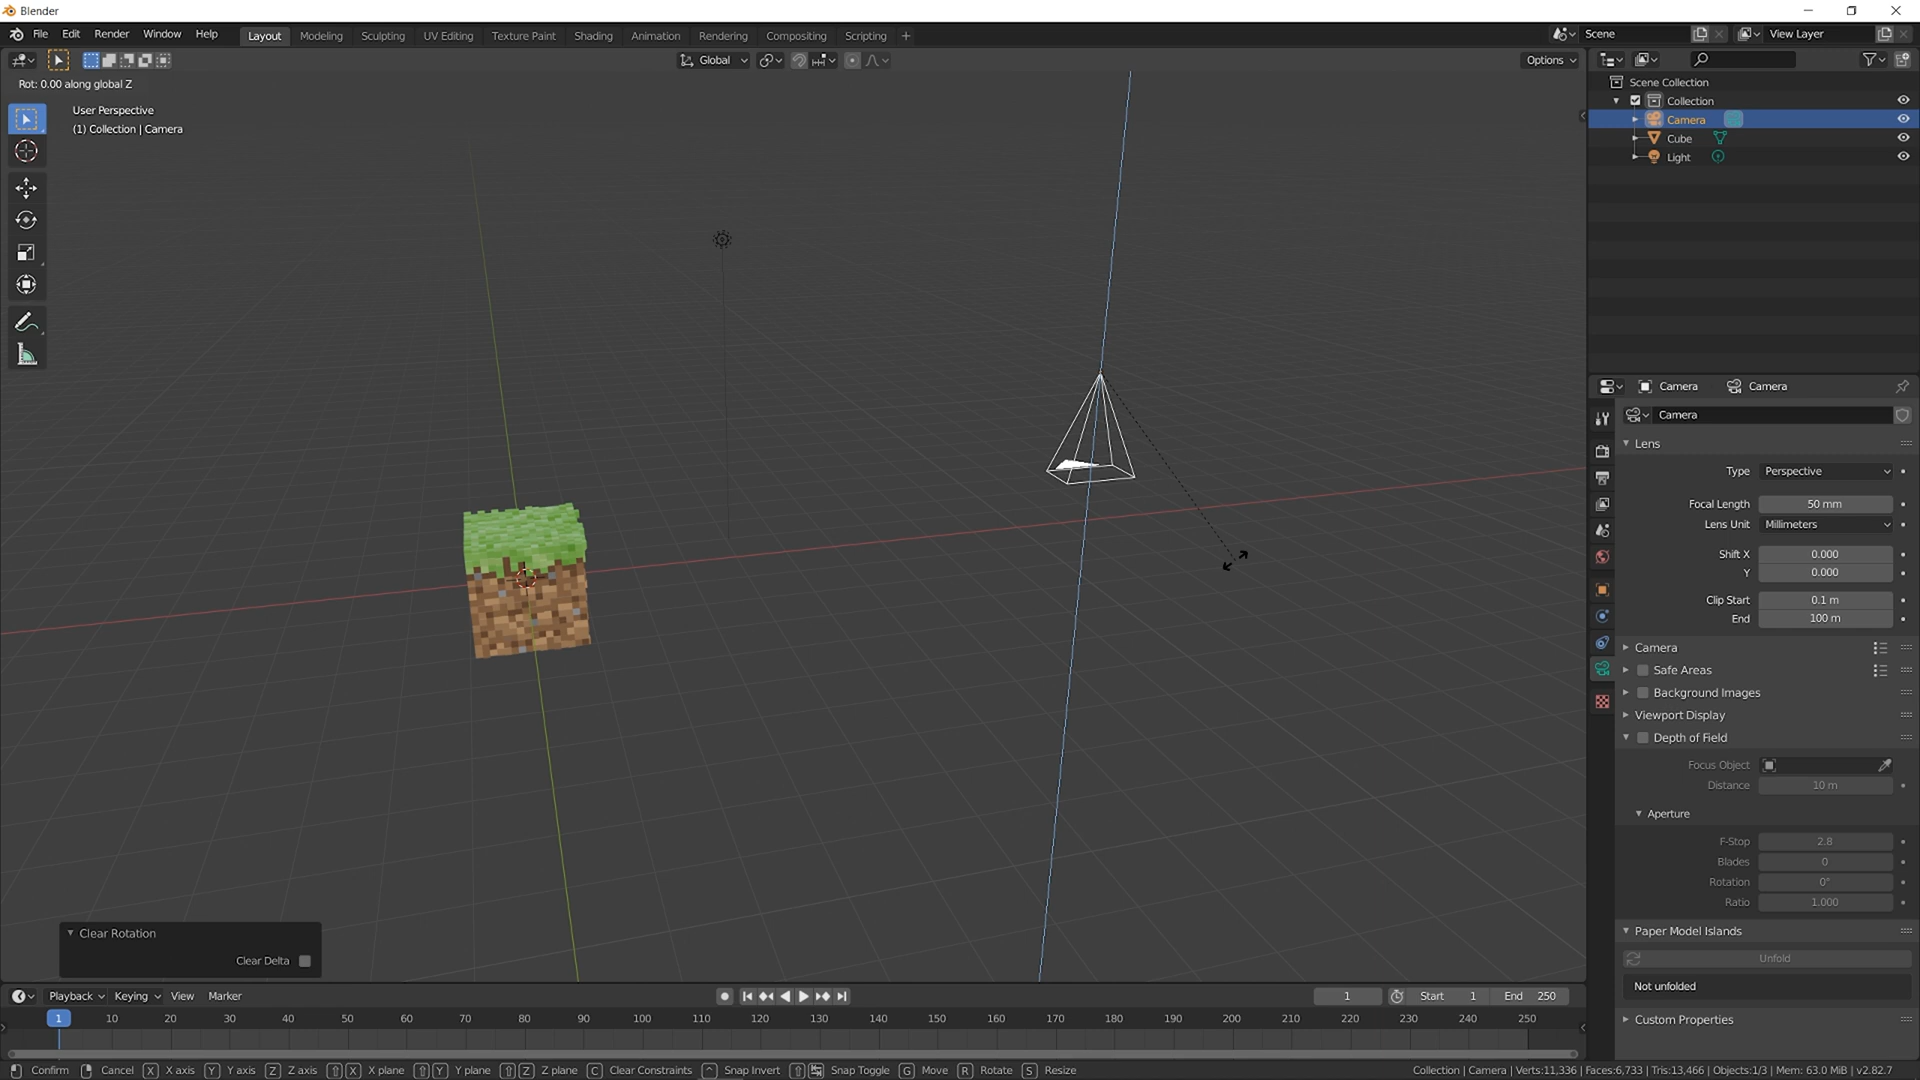 Blender
File Edit Render Window Help
Layout Modeling Sculpting UV Editing Texture Paint Shading Animation Rendering Compositing Scripting +
Scene
View Layer
Global
Options
Rot: 0.00 along global Z
User Perspective
(1) Collection | Camera
Scene Collection
Collection
Camera
Cube
Light
Camera Camera
Camera
Lens
Type Perspective
Focal Length 50 mm
Lens Unit Millimeters
Shift X 0.000
Y 0.000
Clip Start 0.1 m
End 100 m
Camera
Safe Areas
Background Images
Viewport Display
Depth of Field
Focus Object
Distance 10 m
Aperture
F-Stop 2.8
Blades 0
Rotation 0°
Ratio 1.000
Paper Model Islands
Unfold
Not unfolded
Custom Properties
Clear Rotation
Clear Delta
Playback Keying View Marker
1 Start 1 End 250
1 10 20 30 40 50 60 70 80 90 100 110 120 130 140 150 160 170 180 190 200 210 220 230 240 250
Confirm Cancel X X axis Y Y axis Z Z axis X X plane Y Y plane Z Z plane C Clear Constraints Snap Invert Snap Toggle G Move R Rotate S Resize
Collection | Camera | Verts:11,336 | Faces:6,733 | Tris:13,466 | Objects:1/3 | Mem: 63.0 MiB | v2.82.7